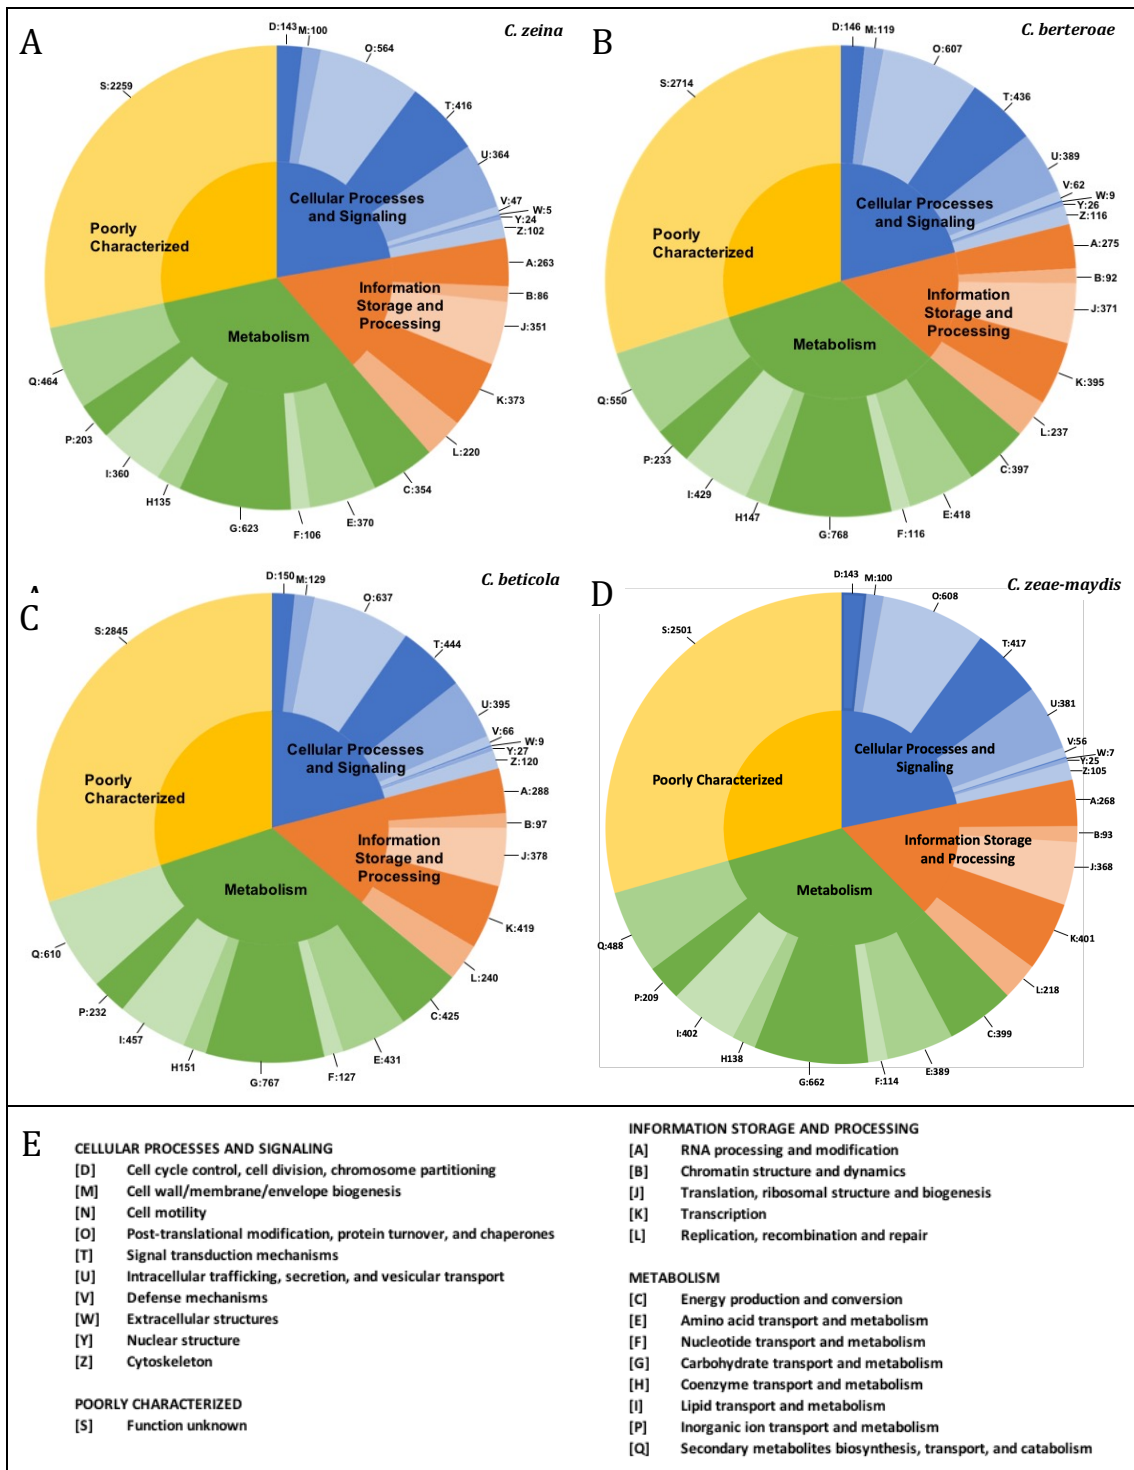 A
C. zeina
D:143
M:100
O:564
T:416
U:364
V:47
W:5
Y:24
Z:102
A:263
B:86
J:351
K:373
L:220
C:354
E:370
F:106
G:623
H135
I:360
P:203
Q:464
S:2259
Cellular Processes
and Signaling
Information
Storage and
Processing
Metabolism
Poorly
Characterized
B
C. berteroae
D:146
M:119
O:607
T:436
U:389
V:62
W:9
Y:26
Z:116
A:275
B:92
J:371
K:395
L:237
C:397
E:418
F:116
G:768
H147
I:429
P:233
Q:550
S:2714
Cellular Processes
and Signaling
Information
Storage and
Processing
Metabolism
Poorly
Characterized
C
C. beticola
D:150
M:129
O:637
T:444
U:395
V:66
W:9
Y:27
Z:120
A:288
B:97
J:378
K:419
L:240
C:425
E:431
F:127
G:767
H151
I:457
P:232
Q:610
S:2845
Cellular Processes
and Signaling
Information
Storage and
Processing
Metabolism
Poorly
Characterized
D
C. zeae-maydis
D:143
M:100
O:608
T:417
U:381
V:56
W:7
Y:25
Z:105
A:268
B:93
J:368
K:401
L:218
C:399
E:389
F:114
G:662
H138
I:402
P:209
Q:488
S:2501
Cellular Processes and
Signaling
Information Storage
and Processing
Metabolism
Poorly Characterized
E
CELLULAR PROCESSES AND SIGNALING
[D] Cell cycle control, cell division, chromosome partitioning
[M] Cell wall/membrane/envelope biogenesis
[N] Cell motility
[O] Post-translational modification, protein turnover, and chaperones
[T] Signal transduction mechanisms
[U] Intracellular trafficking, secretion, and vesicular transport
[V] Defense mechanisms
[W] Extracellular structures
[Y] Nuclear structure
[Z] Cytoskeleton
POORLY CHARACTERIZED
[S] Function unknown
INFORMATION STORAGE AND PROCESSING
[A] RNA processing and modification
[B] Chromatin structure and dynamics
[J] Translation, ribosomal structure and biogenesis
[K] Transcription
[L] Replication, recombination and repair
METABOLISM
[C] Energy production and conversion
[E] Amino acid transport and metabolism
[F] Nucleotide transport and metabolism
[G] Carbohydrate transport and metabolism
[H] Coenzyme transport and metabolism
[I] Lipid transport and metabolism
[P] Inorganic ion transport and metabolism
[Q] Secondary metabolites biosynthesis, transport, and catabolism